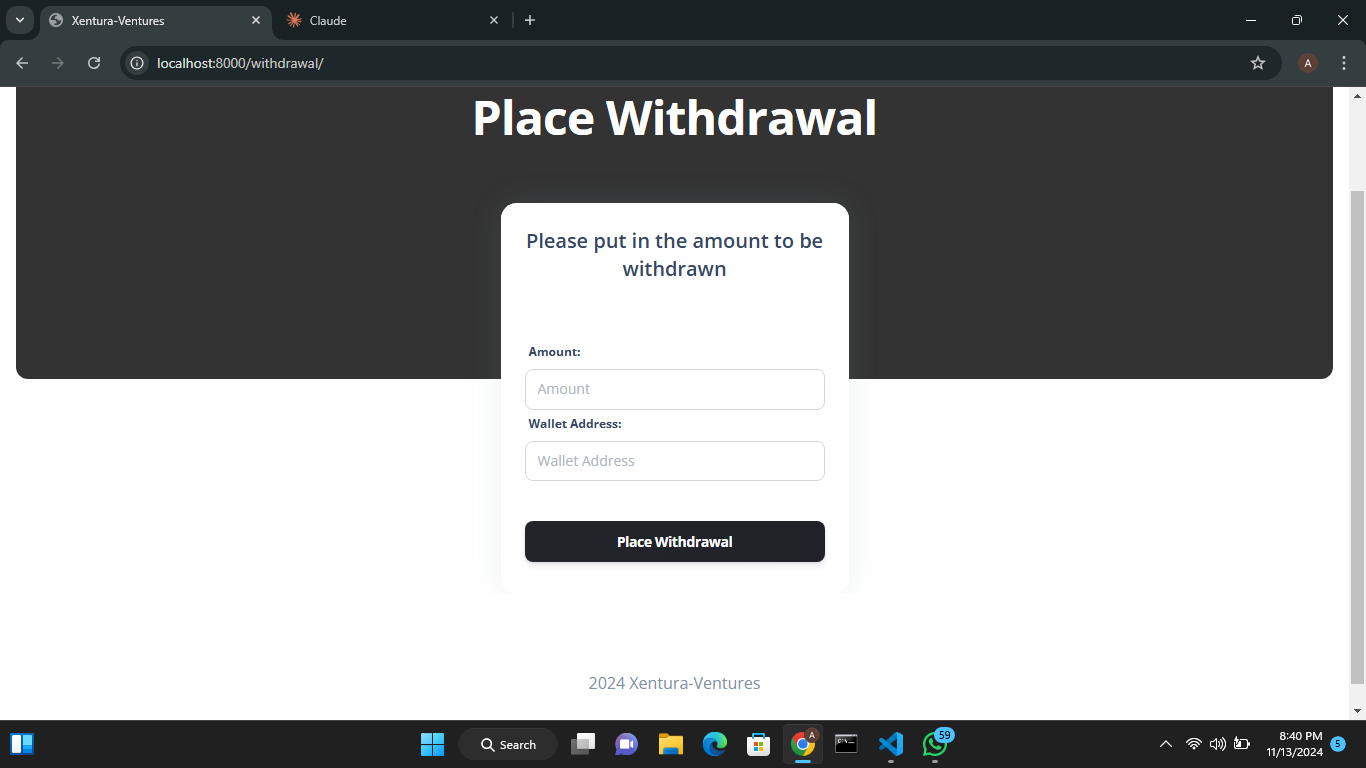 Xentura-Ventures
Claude
localhost:8000/withdrawal/
A
Place Withdrawal
Please put in the amount to be
withdrawn
Amount:
Amount
Wallet Address:
Wallet Address
Place Withdrawal
2024 Xentura-Ventures
Search
A
59
8:40 PM
11/13/2024
5